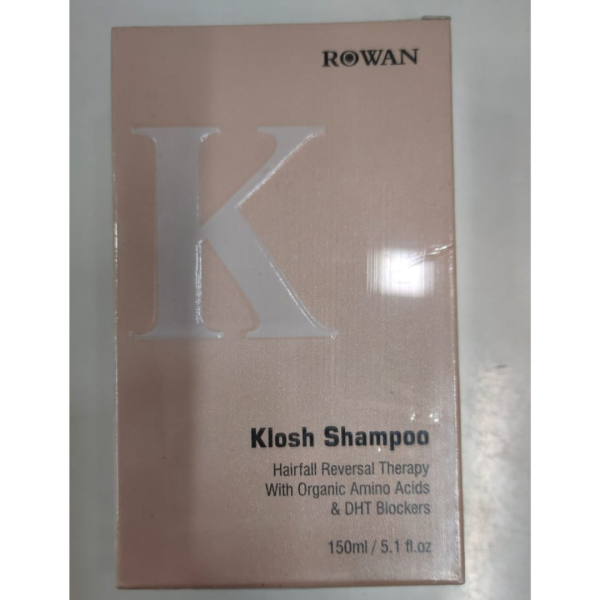 ROWAN
K
Klosh Shampoo
Hairfall Reversal Therapy
With Organic Amino Acids
& DHT Blockers
150ml / 5.1 fl.oz